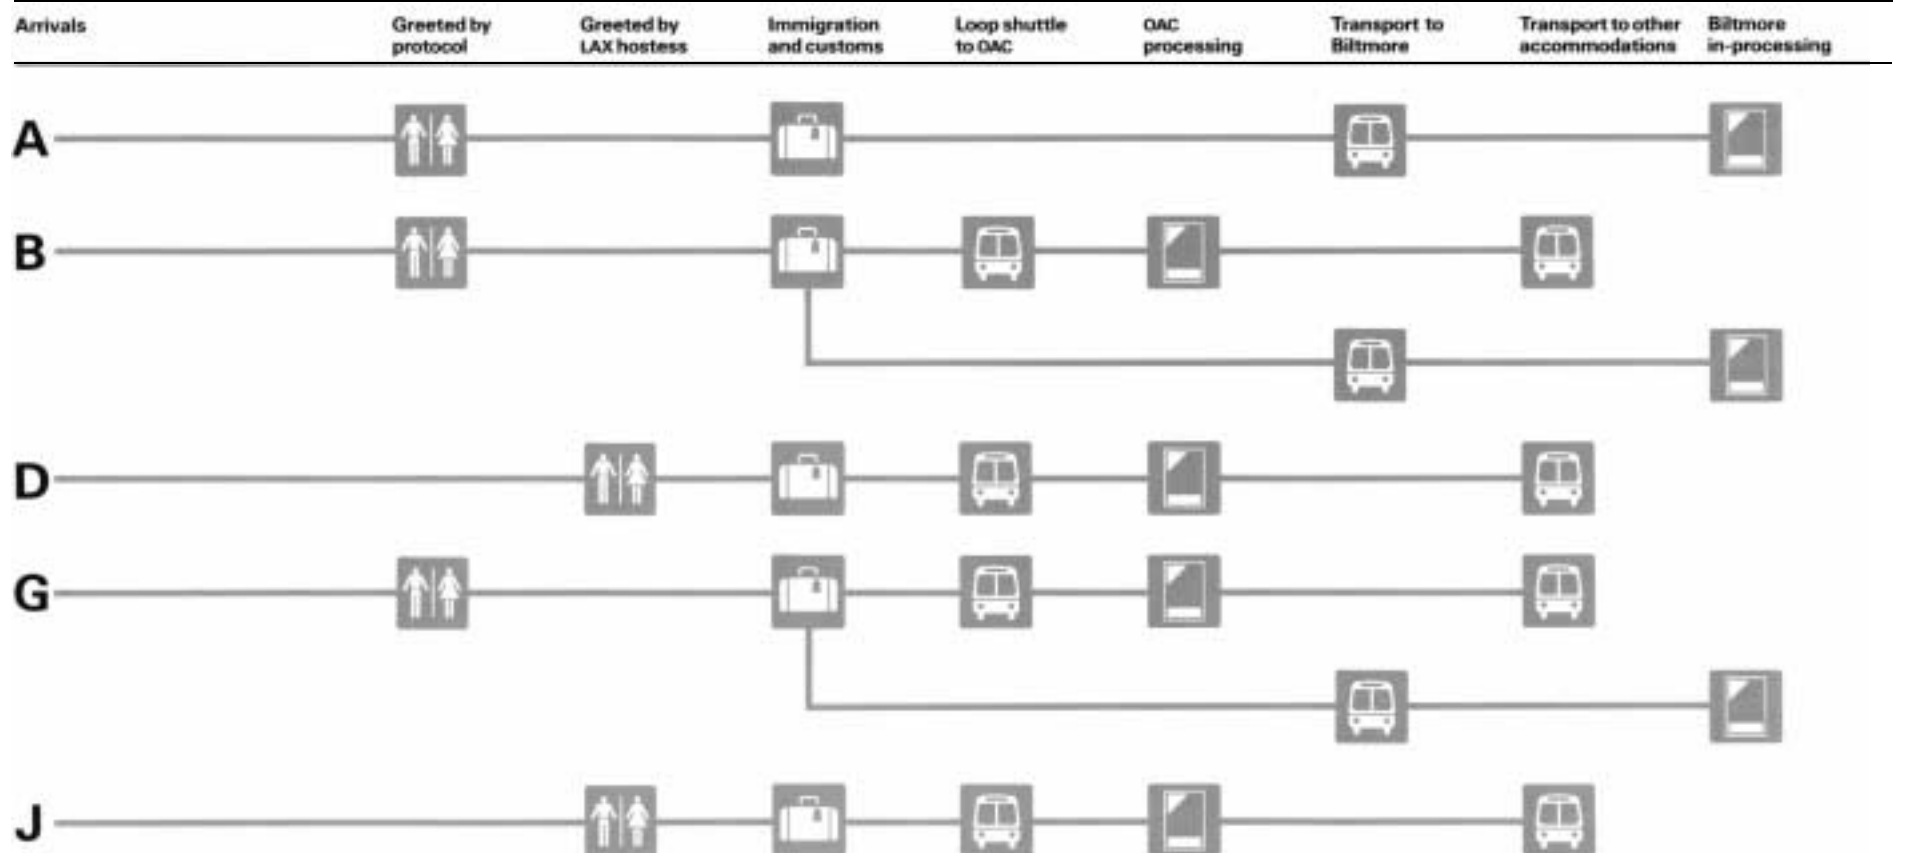 Arrivals
Greeted by
protocol
Greeted by
LAX hostess
Immigration
and customs
Loop shuttle
to OAC
OAC
processing
Transport to
Biltmore
Transport to other
accommodations
Biltmore
in-processing
A
B
D
G
J